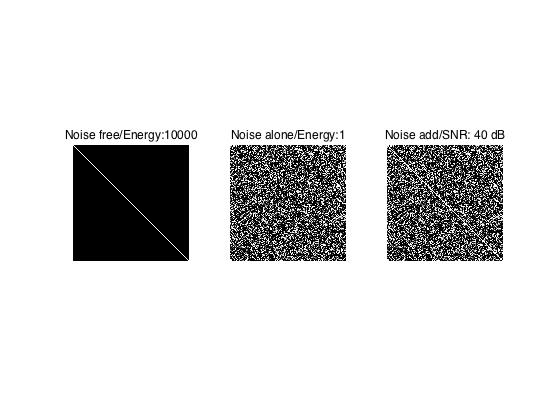 Noise free/Energy:10000
Noise alone/Energy:1
Noise add/SNR: 40 dB